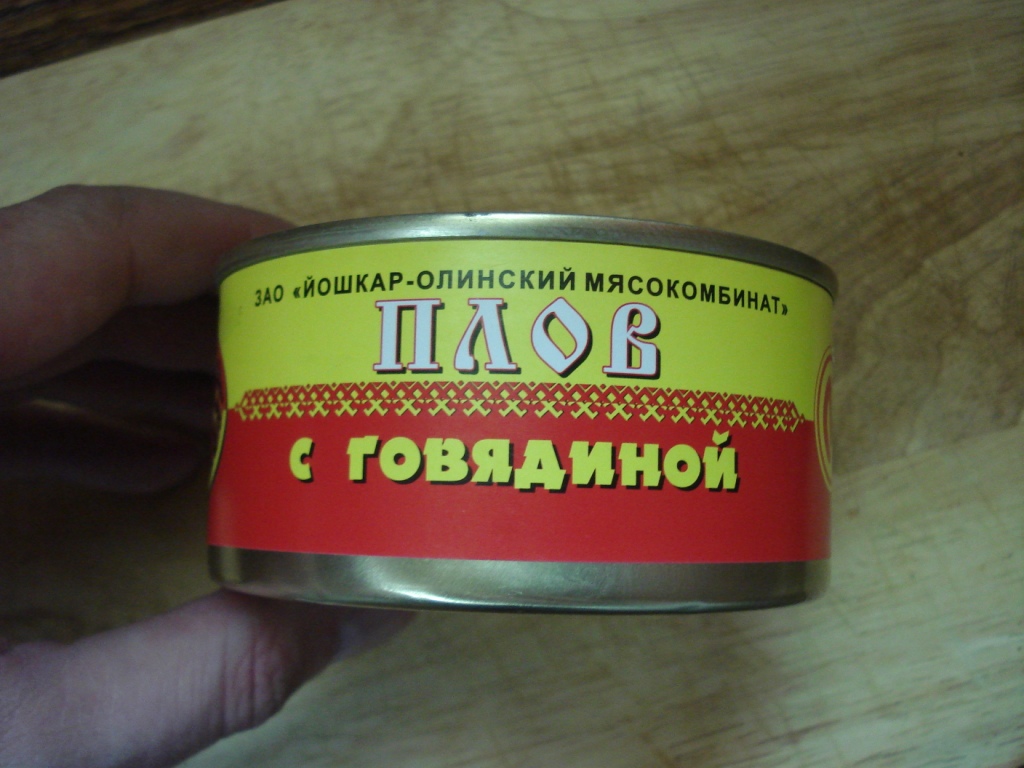 ЗАО «ЙОШКАР-ОЛИНСКИЙ МЯСОКОМБИНАТ»
ПЛОВ
С ГОВЯДИНОЙ